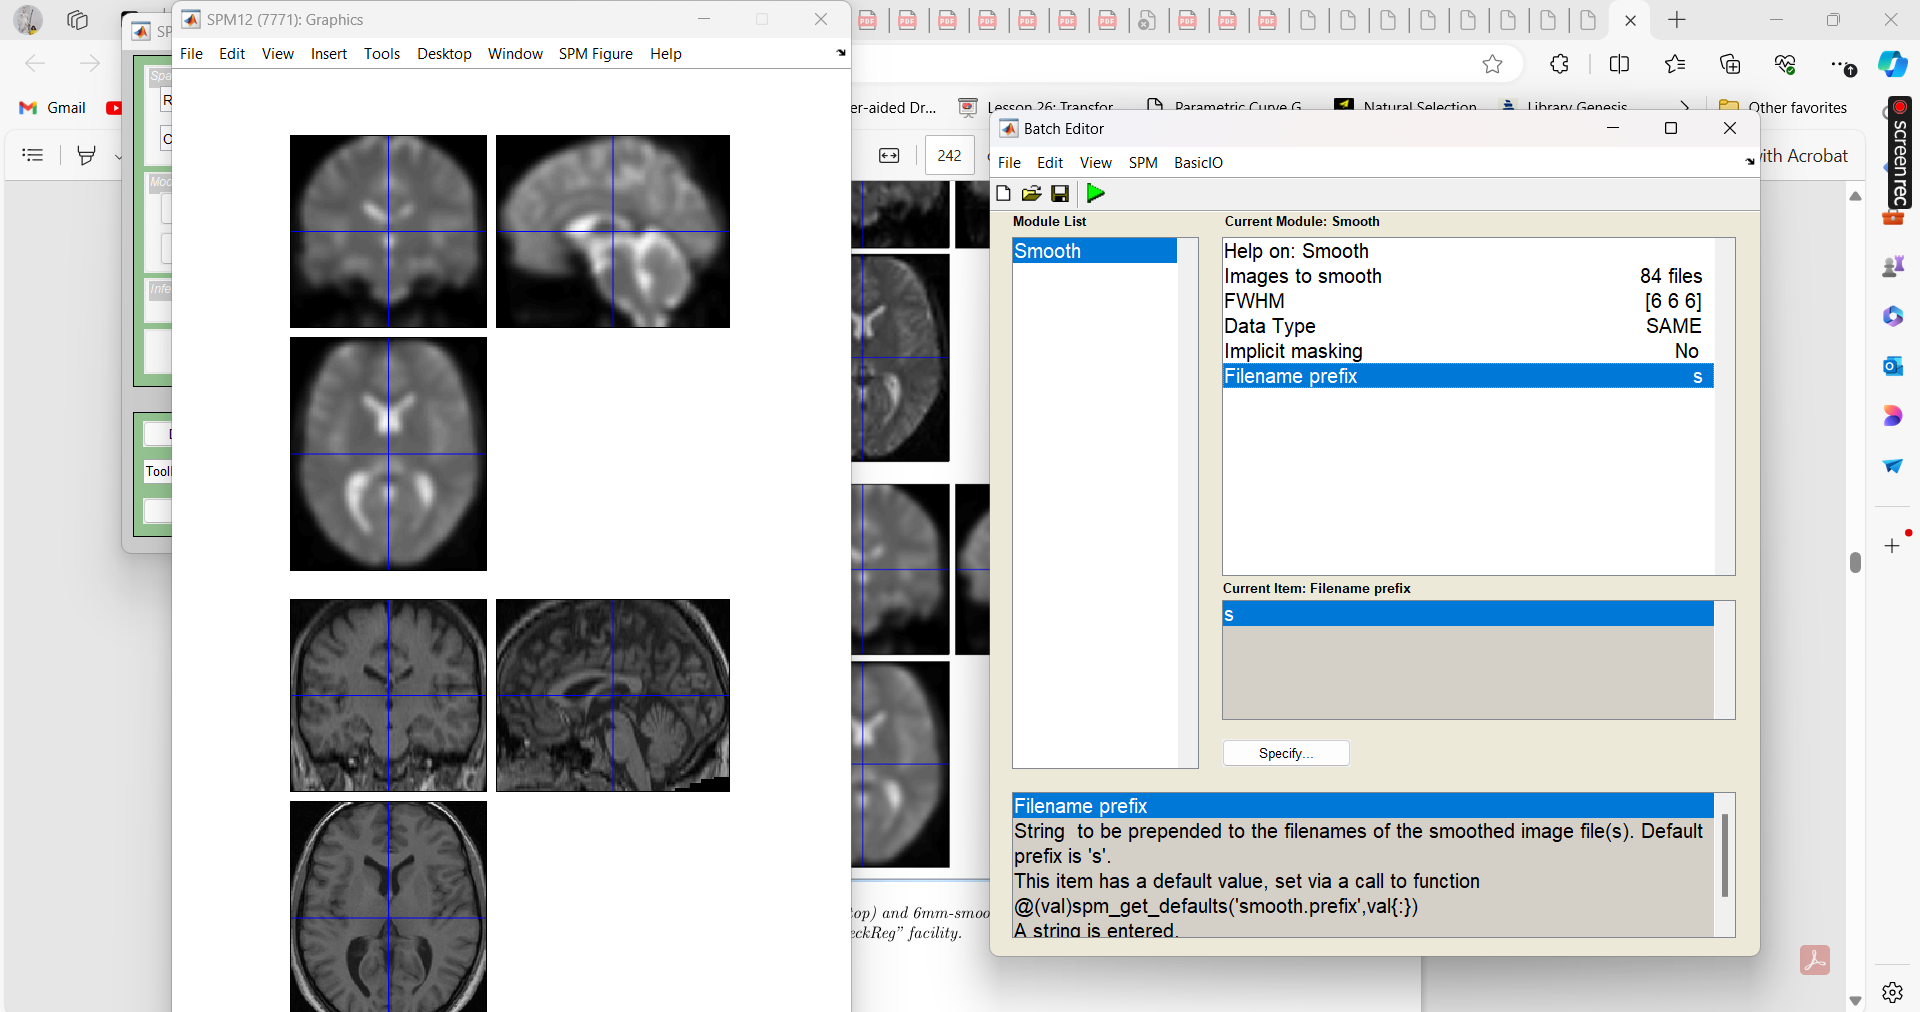 SPM12 (7771): Graphics
File Edit View Insert Tools Desktop Window SPM Figure Help
Gmail
er-aided Dr...
Lesson 26: Transfor
Parametric Curve G
Natural Selection
Library Genesis
Other favorites
242
ith Acrobat
screenrec
SP
Spa
R
C
Mod
Infe
D
Tool
Batch Editor
File Edit View SPM BasicIO
Module List
Smooth
Current Module: Smooth
Help on: Smooth
Images to smooth 84 files
FWHM [6 6 6]
Data Type SAME
Implicit masking No
Filename prefix s
Current Item: Filename prefix
s
Specify...
Filename prefix
String to be prepended to the filenames of the smoothed image file(s). Default
prefix is 's'.
This item has a default value, set via a call to function
@(val)spm_get_defaults('smooth.prefix',val{:})
A string is entered.
top) and 6mm-smoo
eckReg" facility.